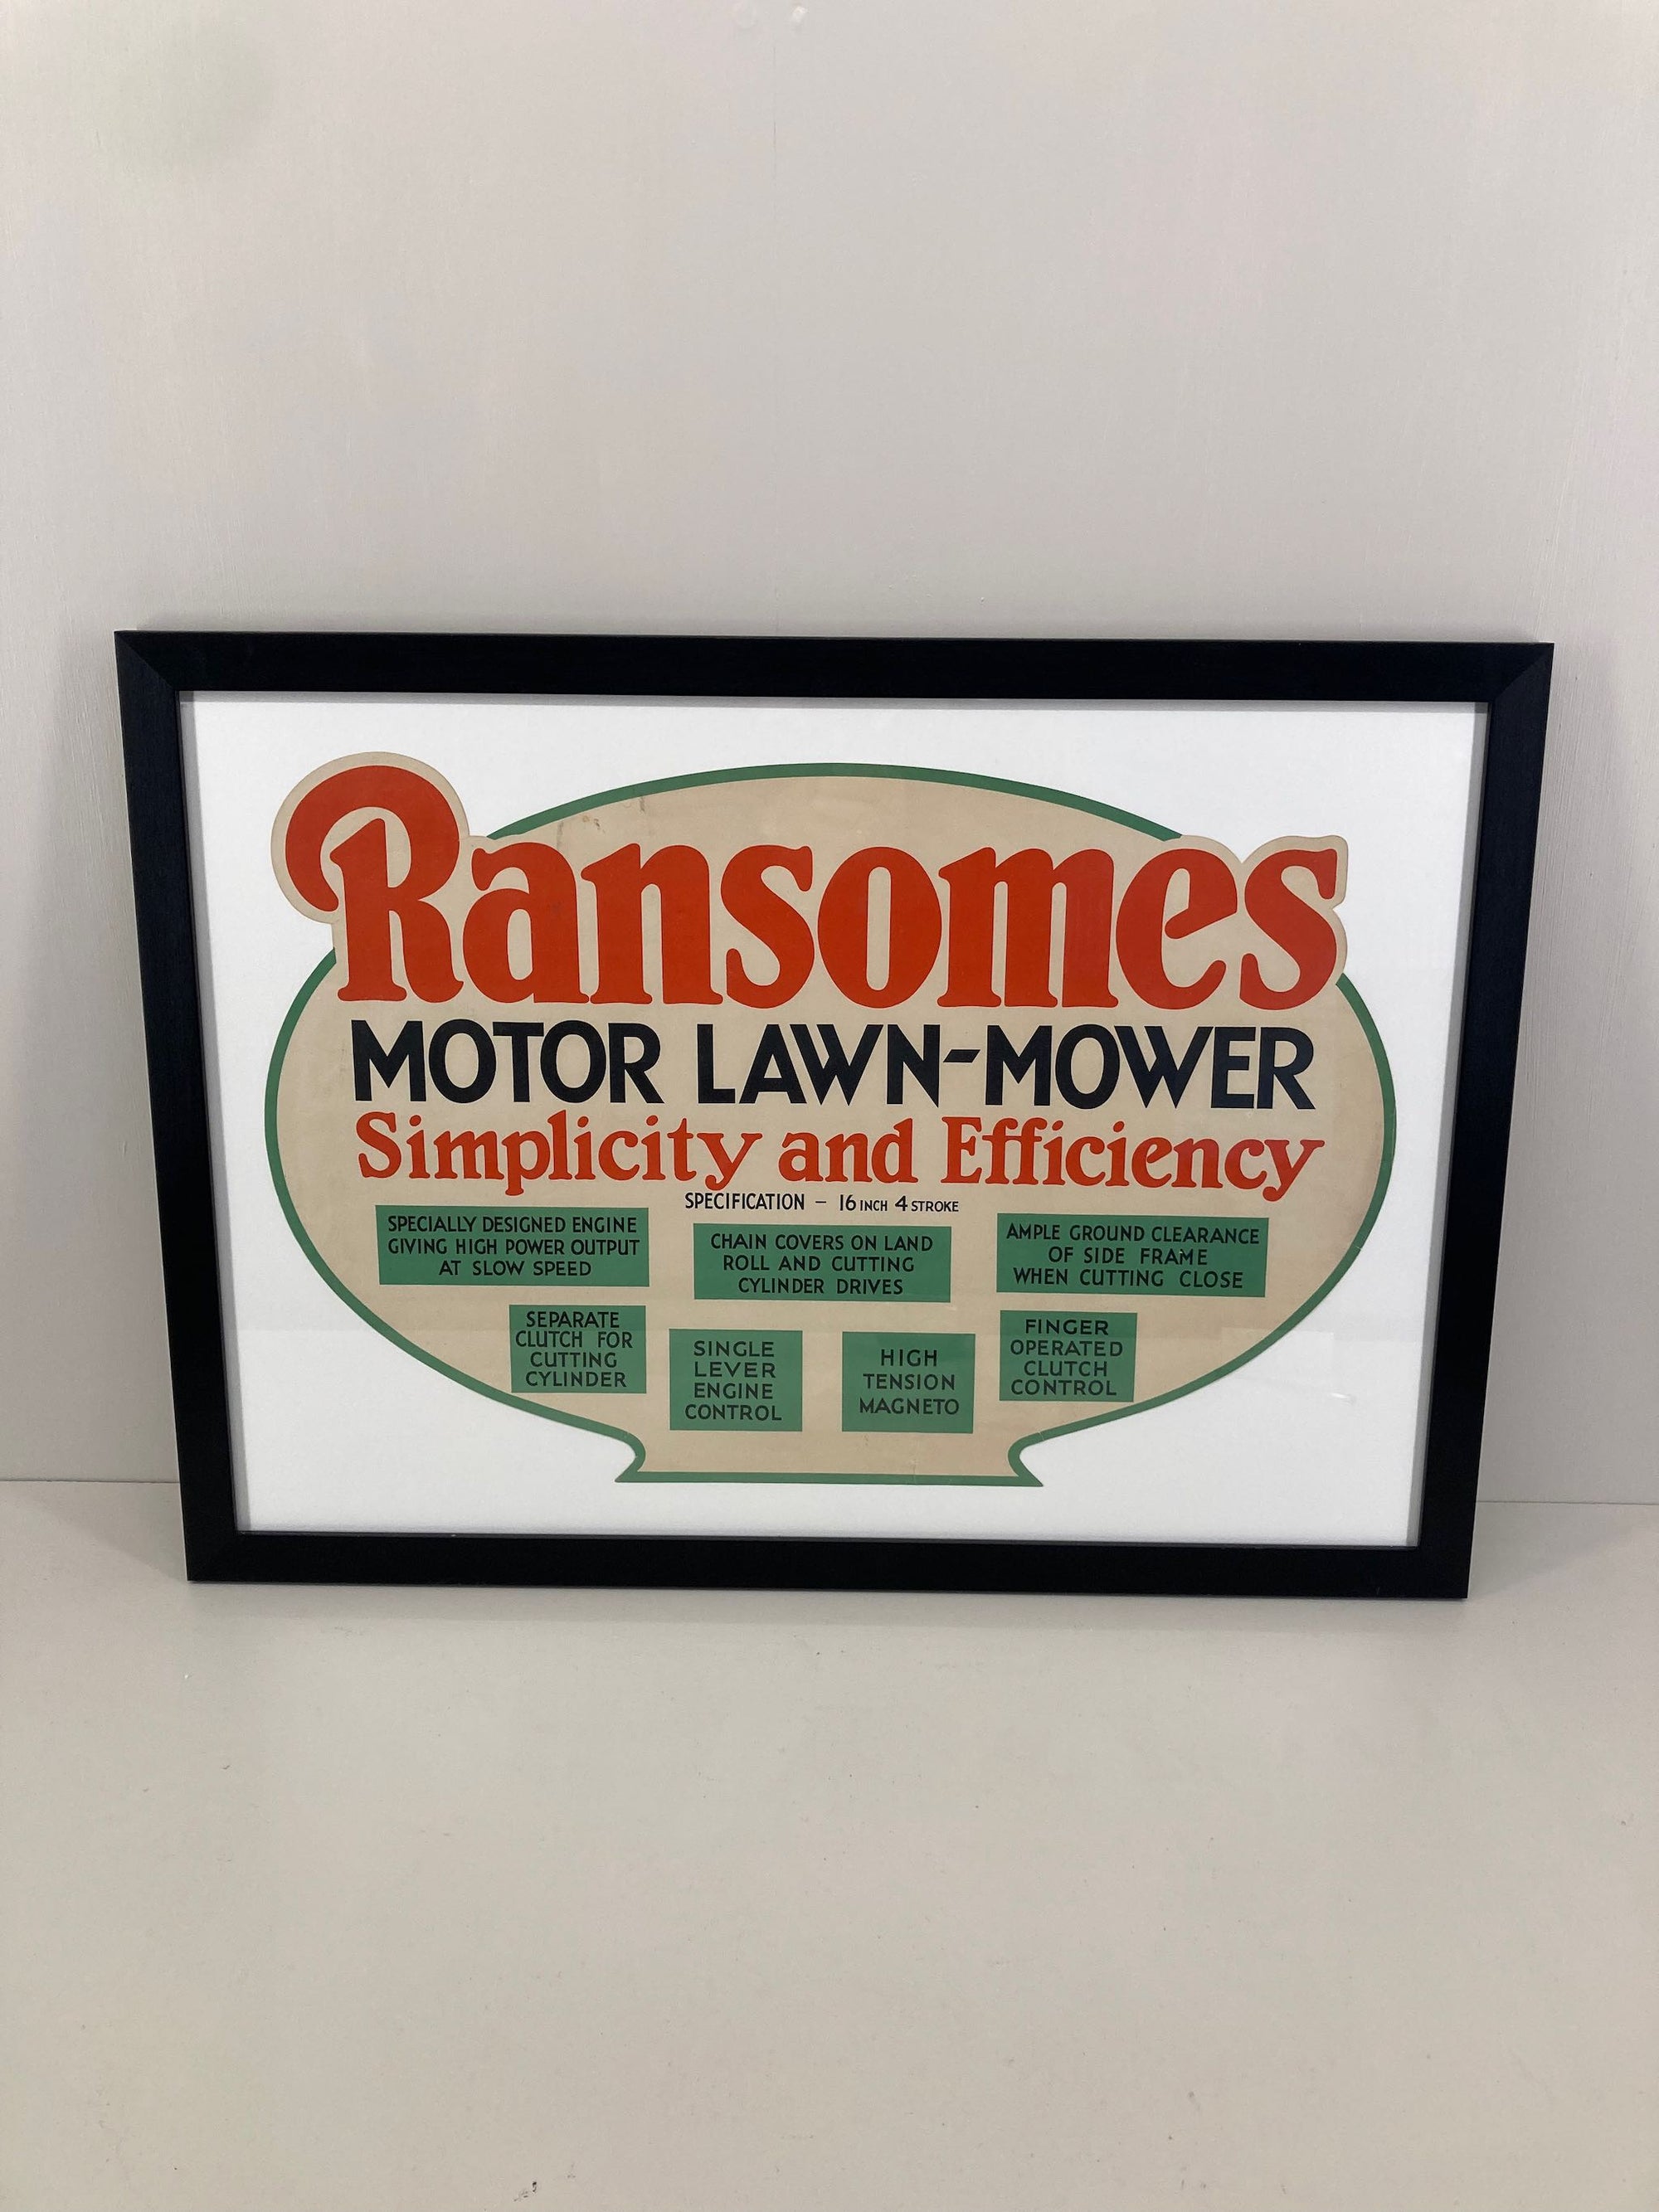 Ransomes
MOTOR LAWN-MOWER
Simplicity and Efficiency
SPECIFICATION - 16 INCH 4 STROKE
SPECIALLY DESIGNED ENGINE
GIVING HIGH POWER OUTPUT
AT SLOW SPEED
CHAIN COVERS ON LAND
ROLL AND CUTTING
CYLINDER DRIVES
AMPLE GROUND CLEARANCE
OF SIDE FRAME
WHEN CUTTING CLOSE
SEPARATE
CLUTCH FOR
CUTTING
CYLINDER
SINGLE
LEVER
ENGINE
CONTROL
HIGH
TENSION
MAGNETO
FINGER
OPERATED
CLUTCH
CONTROL